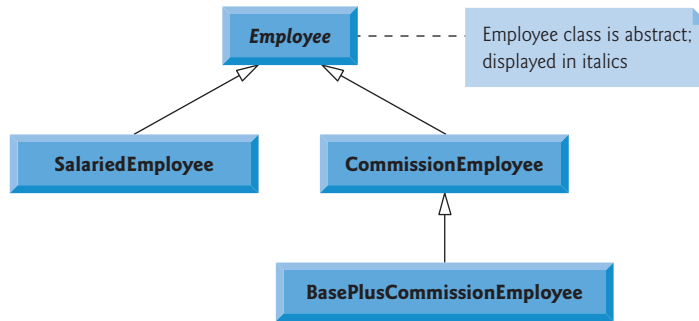 Employee
Employee class is abstract;
displayed in italics
SalariedEmployee
CommissionEmployee
BasePlusCommissionEmployee